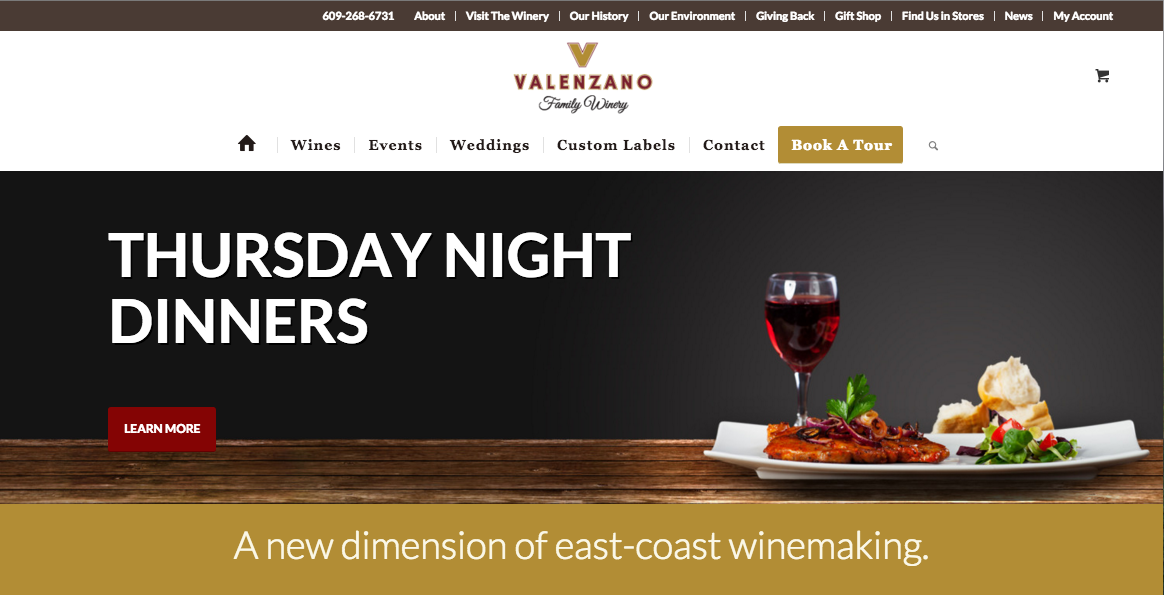 609-268-6731 About Visit The Winery Our History Our Environment Giving Back Gift Shop Find Us In Stores News My Account
VALENZANO
Family Winery
Wines Events Weddings Custom Labels Contact Book A Tour
THURSDAY NIGHT
DINNERS
LEARN MORE
A new dimension of east-coast winemaking.